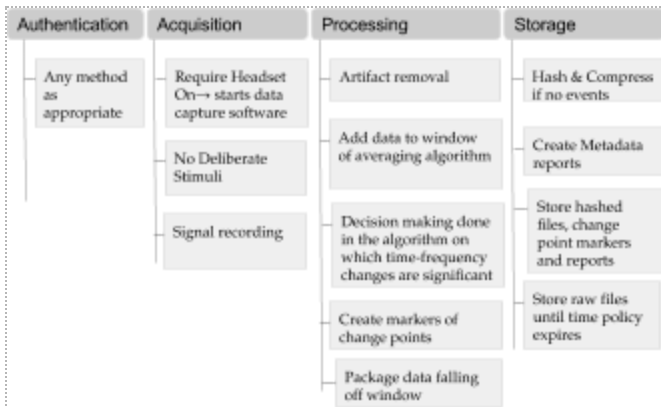 Authentication
Any method
as
appropriate
Acquisition
Require Headset
On→ starts data
capture software
No Deliberate
Stimuli
Signal recording
Processing
Artifact removal
Add data to window
of averaging algorithm
Decision making done
in the algorithm on
which time-frequency
changes are significant
Create markers of
change points
Package data falling
off window
Storage
Hash & Compress
if no events
Create Metadata
reports
Store hashed
files, change
point markers
and reports
Store raw files
until time policy
expires